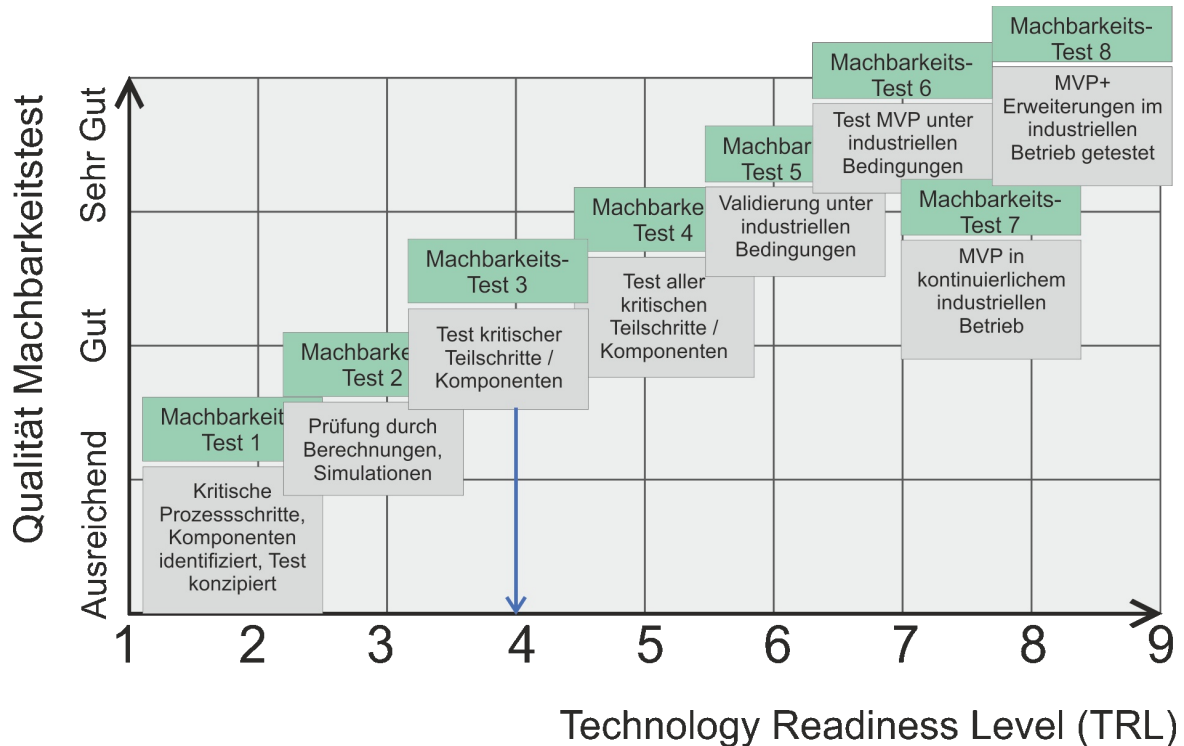 Qualität Machbarkeitstest
Sehr Gut
Gut
Ausreichend
Machbarkeit
Test 1
Kritische
Prozessschritte,
Komponenten
identifiziert, Test
konzipiert
Machbarke
Test 2
Prüfung durch
Berechnungen,
Simulationen
Machbarkeits-
Test 3
Test kritischer
Teilschritte /
Komponenten
Machbarke
Test 4
Test aller
kritischen
Teilschritte /
Komponenten
Machbar
Test 5
Validierung unter
industriellen
Bedingungen
Machbarkeits-
Test 6
Test MVP unter
industriellen
Bedingungen
Machbarkeits-
Test 7
MVP in
kontinuierlichem
industriellen
Betrieb
Machbarkeits-
Test 8
MVP+
Erweiterungen im
industriellen
Betrieb getestet
1 2 3 4 5 6 7 8 9
Technology Readiness Level (TRL)